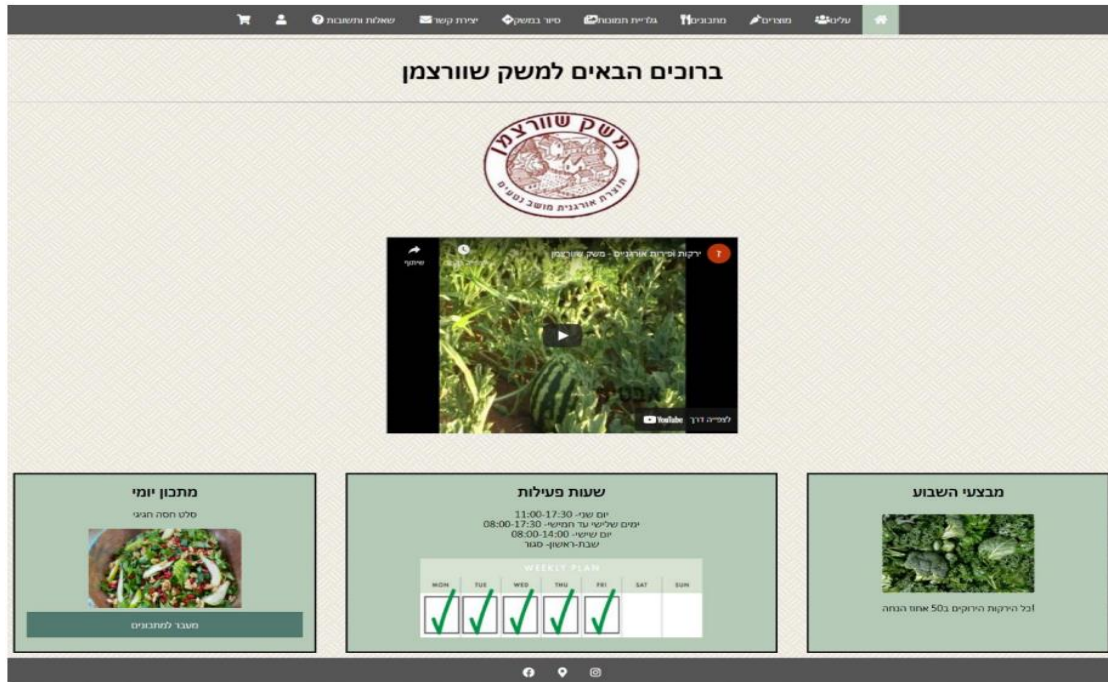 עלינו מוצרים מתכונים גלריית תמונות סיור במשק יצירת קשר שאלות ותשובות
ברוכים הבאים למשק שוורצמן
משק שוורצמן
תוצרת אורגנית מושב נטעים
ז ירקות ופירות אורגניים - משק שוורצמן
שיתוף
אבטיח
לצפייה דרך YouTube
מבצעי השבוע
כל הירקות הירוקים ב50 אחוז הנחה!
שעות פעילות
יום שני- 11:00-17:30
ימים שלישי עד חמישי- 08:00-17:30
יום שישי- 08:00-14:00
שבת-ראשון- סגור
WEEKLY PLAN
MON TUE WED THU FRI SAT SUN
מתכון יומי
סלט חסה חגיגי
מעבר למתכונים